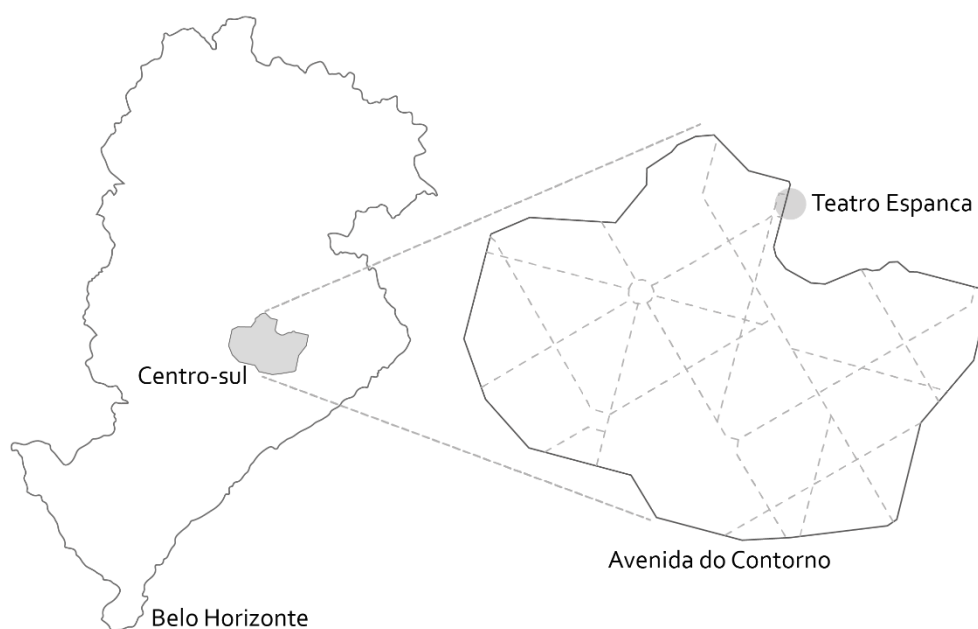 Teatro Espanca
Centro-sul
Avenida do Contorno
Belo Horizonte